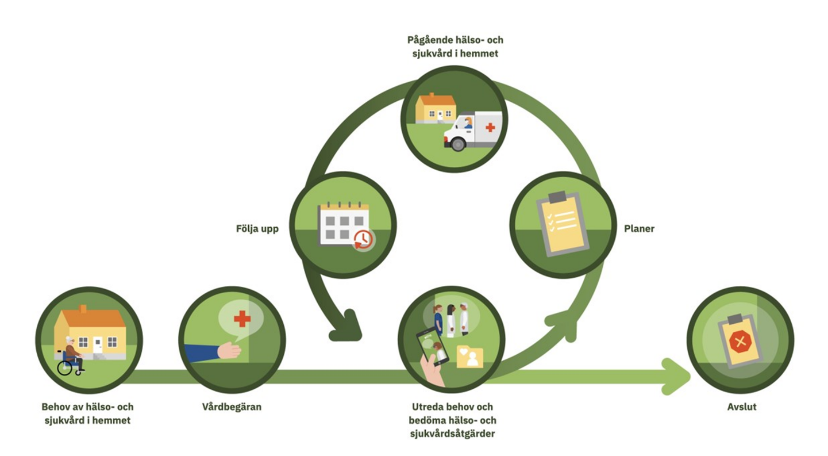 Pågående hälso- och
sjukvård i hemmet
Följa upp
Planer
Behov av hälso- och
sjukvård i hemmet
Vårdbegäran
Utreda behov och
bedöma hälso- och
sjukvårdsåtgärder
Avslut